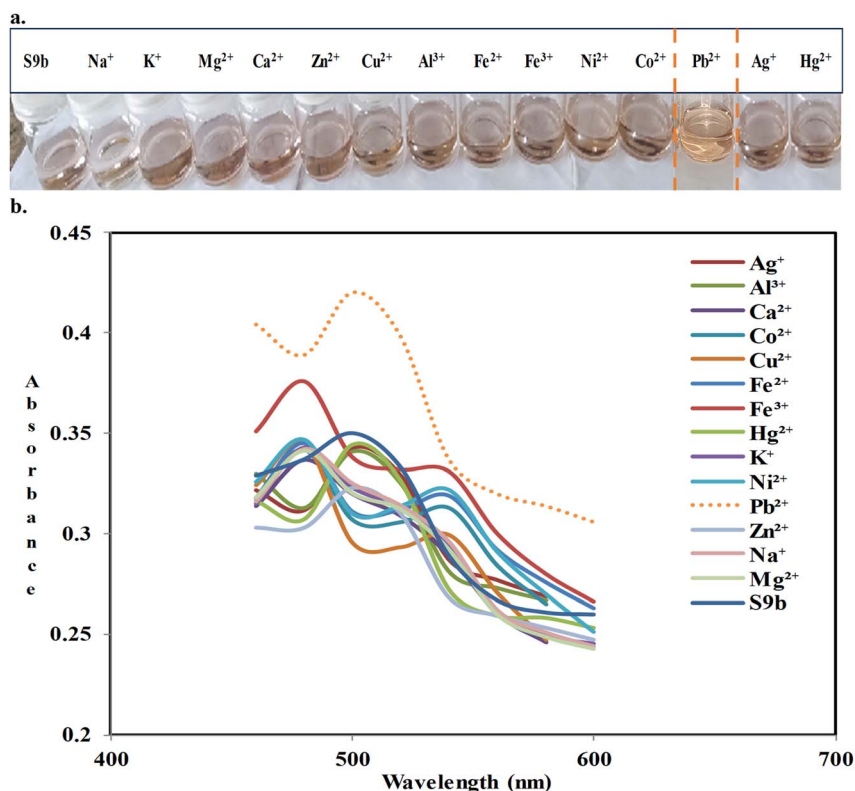 a.
S9b Na⁺ K⁺ Mg²⁺ Ca²⁺ Zn²⁺ Cu²⁺ Al³⁺ Fe²⁺ Fe³⁺ Ni²⁺ Co²⁺ Pb²⁺ Ag⁺ Hg²⁺
b.
0.45
0.4
0.35
0.3
0.25
0.2
Absorbance
400 500 600 700
Wavelength (nm)
Ag⁺
Al³⁺
Ca²⁺
Co²⁺
Cu²⁺
Fe²⁺
Fe³⁺
Hg²⁺
K⁺
Ni²⁺
Pb²⁺
Zn²⁺
Na⁺
Mg²⁺
S9b